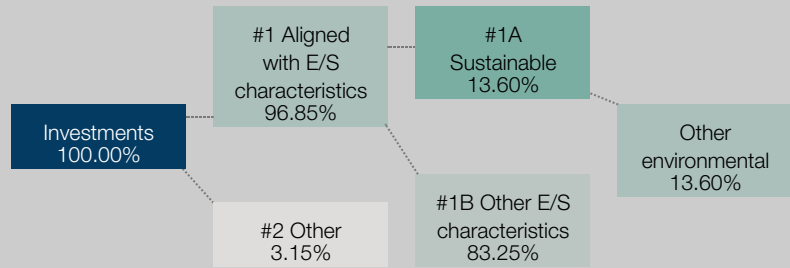 Investments
100.00%
#1 Aligned
with E/S
characteristics
96.85%
#2 Other
3.15%
#1A
Sustainable
13.60%
#1B Other E/S
characteristics
83.25%
Other
environmental
13.60%